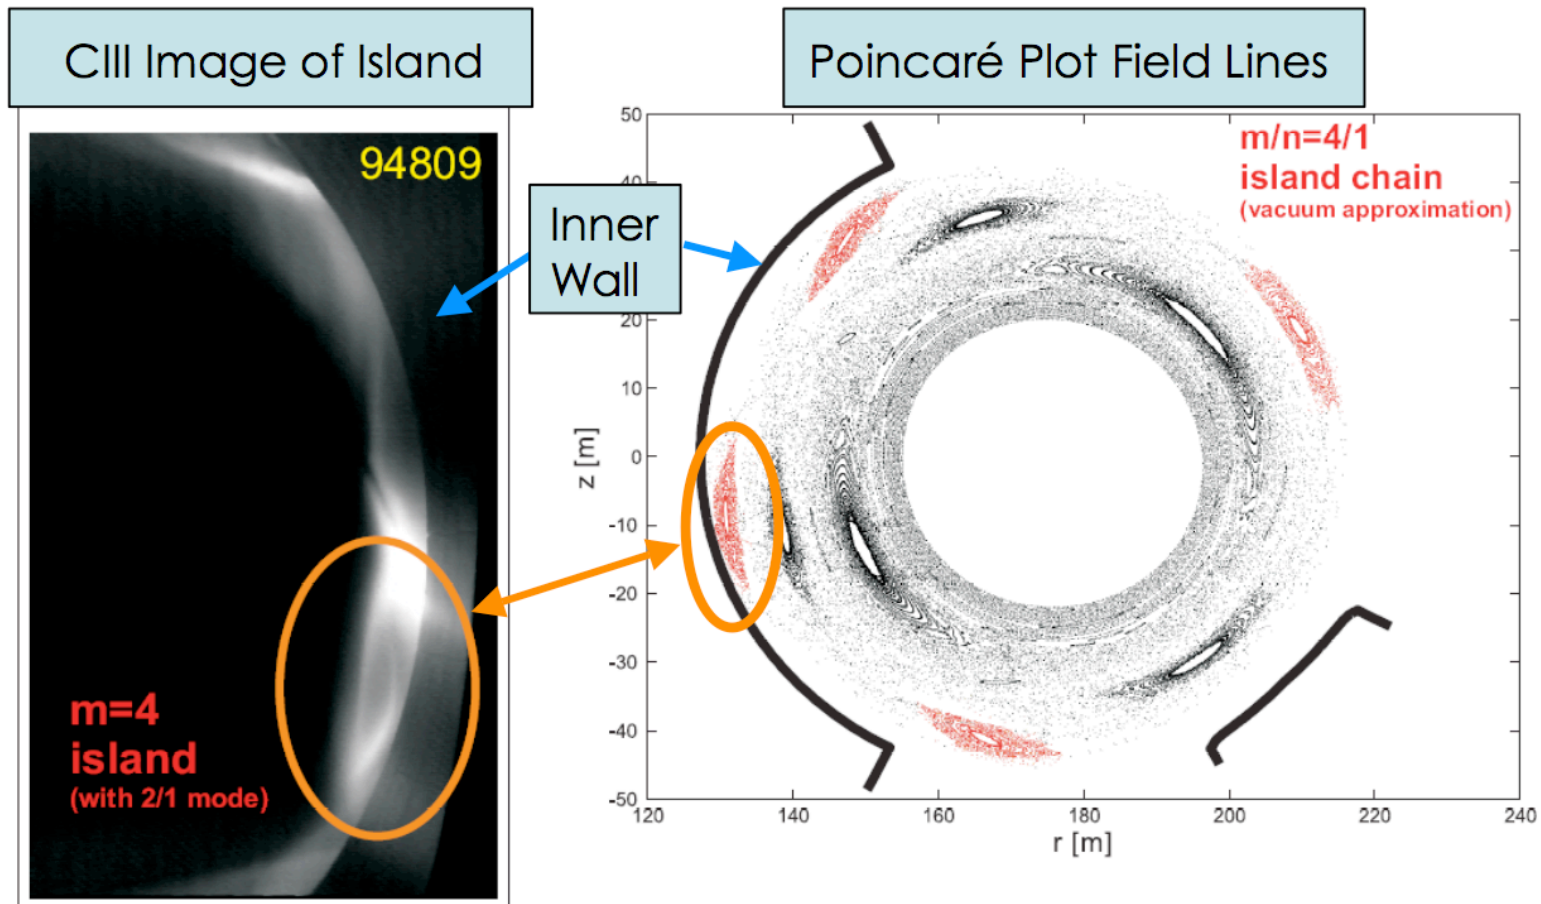 CIII Image of Island
Poincaré Plot Field Lines
94809
Inner
Wall
m=4
island
(with 2/1 mode)
m/n=4/1
island chain
(vacuum approximation)
50
40
20
10
0
-10
-20
-30
-40
-50
z [m]
120
140
160
180
200
220
240
r [m]